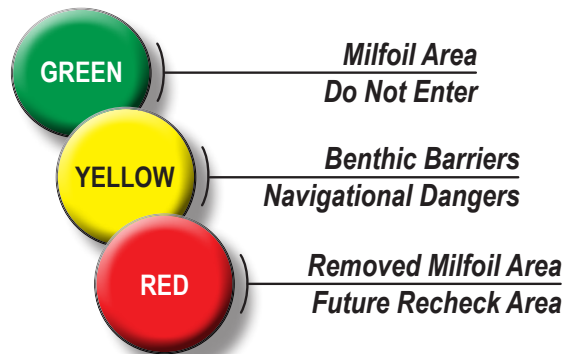 GREEN
Milfoil Area
Do Not Enter
YELLOW
Benthic Barriers
Navigational Dangers
RED
Removed Milfoil Area
Future Recheck Area